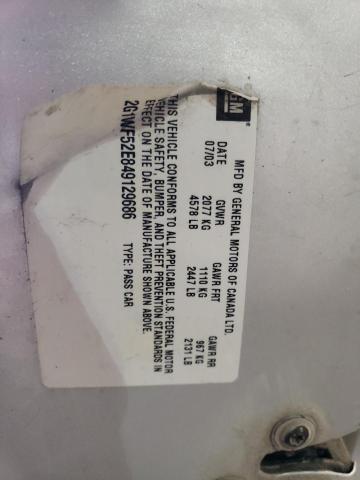 GM
MFD BY GENERAL MOTORS OF CANADA LTD.
DATE GVWR GAWR FRT GAWR RR
07/03 2077 KG 1110 KG 967 KG
4578 LB 2447 LB 2131 LB
THIS VEHICLE CONFORMS TO ALL APPLICABLE U.S. FEDERAL MOTOR
VEHICLE SAFETY, BUMPER, AND THEFT PREVENTION STANDARDS IN
EFFECT ON THE DATE OF MANUFACTURE SHOWN ABOVE.
2G1WF52E849129686 TYPE: PASS CAR